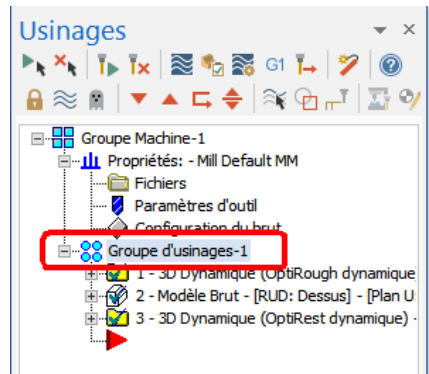 Usinages
G1
Groupe Machine-1
Propriétés: - Mill Default MM
Fichiers
Paramètres d'outil
Configuration du brut
Groupe d'usinages-1
1 - 3D Dynamique (OptiRough dynamique
2 - Modèle Brut - [RUD: Dessus] - [Plan U
3 - 3D Dynamique (OptiRest dynamique) -